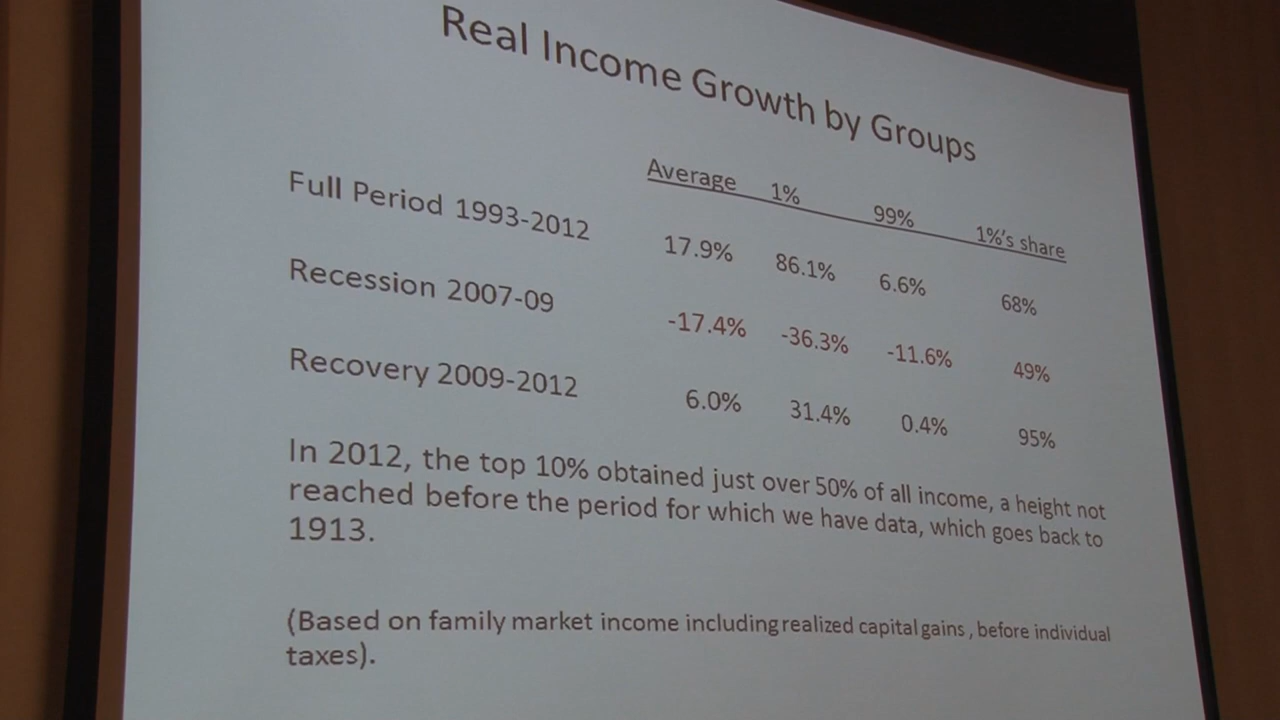 Real Income Growth by Groups
Average 1% 99% 1%'s share
Full Period 1993-2012 17.9% 86.1% 6.6% 68%
Recession 2007-09 -17.4% -36.3% -11.6% 49%
Recovery 2009-2012 6.0% 31.4% 0.4% 95%
In 2012, the top 10% obtained just over 50% of all income, a height not
reached before the period for which we have data, which goes back to
1913.
(Based on family market income including realized capital gains , before individual
taxes).